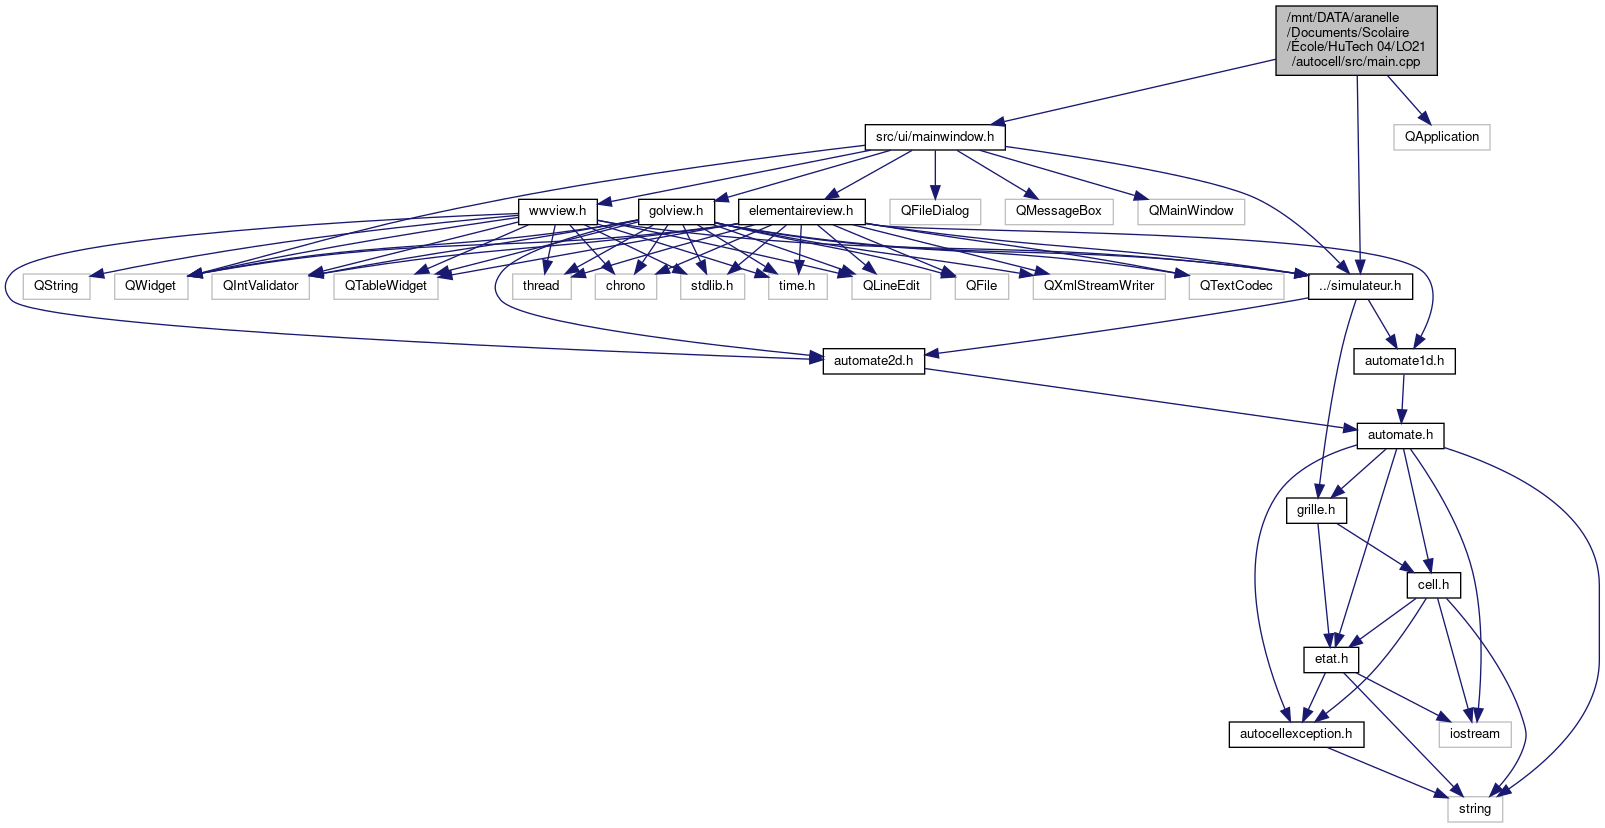 /mnt/DATA/aranelle
/Documents/Scolaire
/École/HuTech 04/LO21
/autocell/src/main.cpp
src/ui/mainwindow.h
QApplication
wwview.h
golview.h
elementaireview.h
QFileDialog
QMessageBox
QMainWindow
QString
QWidget
QIntValidator
QTableWidget
thread
chrono
stdlib.h
time.h
QLineEdit
QFile
QXmlStreamWriter
QTextCodec
../simulateur.h
automate2d.h
automate1d.h
automate.h
grille.h
cell.h
etat.h
autocellexception.h
iostream
string